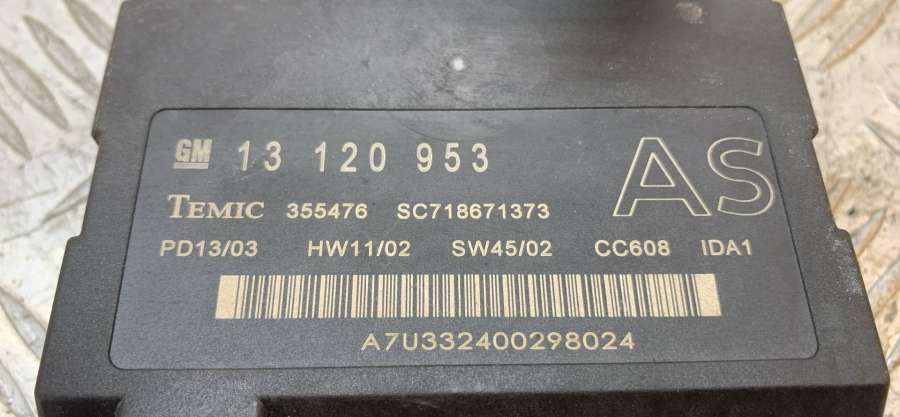 GM 13 120 953 AS
TEMIC 355476 SC718671373
PD13/03 HW11/02 SW45/02 CC608 IDA1
A7U332400298024